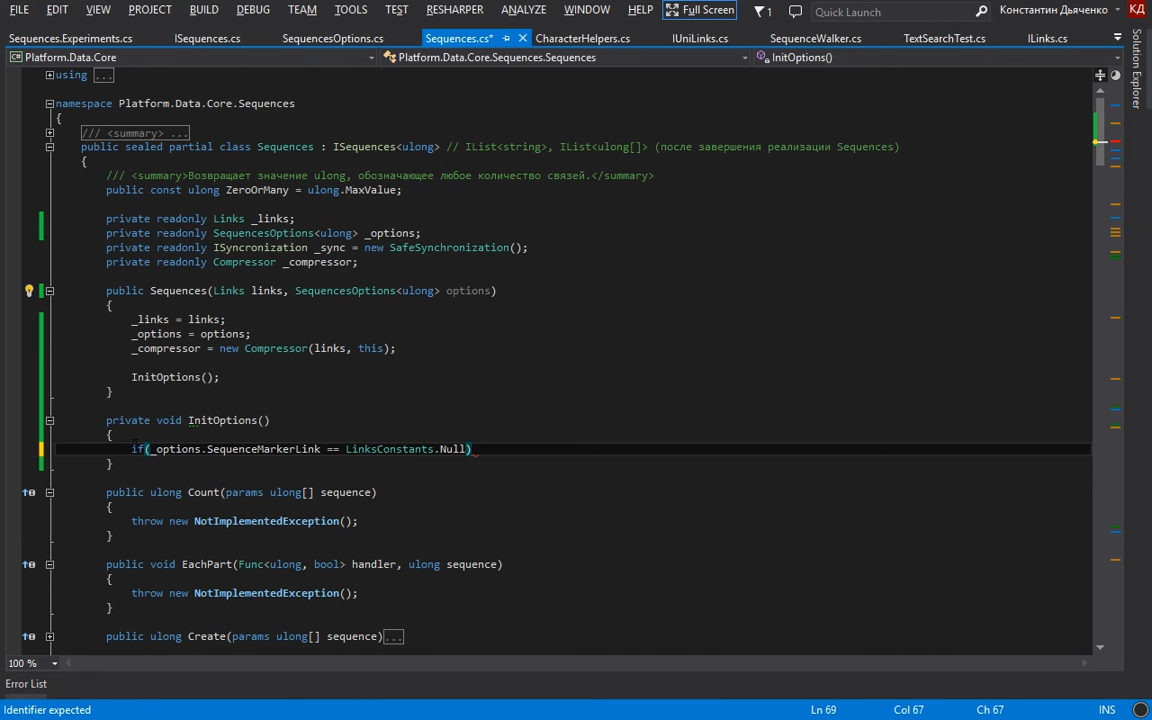 FILE EDIT VIEW PROJECT BUILD DEBUG TEAM TOOLS TEST RESHARPER ANALYZE WINDOW HELP Full Screen 1 Quick Launch Константин Дьяченко КД
Sequences.Experiments.cs ISequences.cs SequencesOptions.cs Sequences.cs* CharacterHelpers.cs IUniLinks.cs SequenceWalker.cs TextSearchTest.cs ILinks.cs
Solution Explorer
Platform.Data.Core Platform.Data.Core.Sequences.Sequences InitOptions()
using ...
namespace Platform.Data.Core.Sequences
{
/// <summary> ...
public sealed partial class Sequences : ISequences<ulong> // IList<string>, IList<ulong[]> (после завершения реализации Sequences)
{
/// <summary>Возвращает значение ulong, обозначающее любое количество связей.</summary>
public const ulong ZeroOrMany = ulong.MaxValue;
private readonly Links _links;
private readonly SequencesOptions<ulong> _options;
private readonly ISyncronization _sync = new SafeSynchronization();
private readonly Compressor _compressor;
public Sequences(Links links, SequencesOptions<ulong> options)
{
_links = links;
_options = options;
_compressor = new Compressor(links, this);
InitOptions();
}
private void InitOptions()
{
if(_options.SequenceMarkerLink == LinksConstants.Null)
}
public ulong Count(params ulong[] sequence)
{
throw new NotImplementedException();
}
public void EachPart(Func<ulong, bool> handler, ulong sequence)
{
throw new NotImplementedException();
}
public ulong Create(params ulong[] sequence)...
100 %
Error List
Identifier expected Ln 69 Col 67 Ch 67 INS